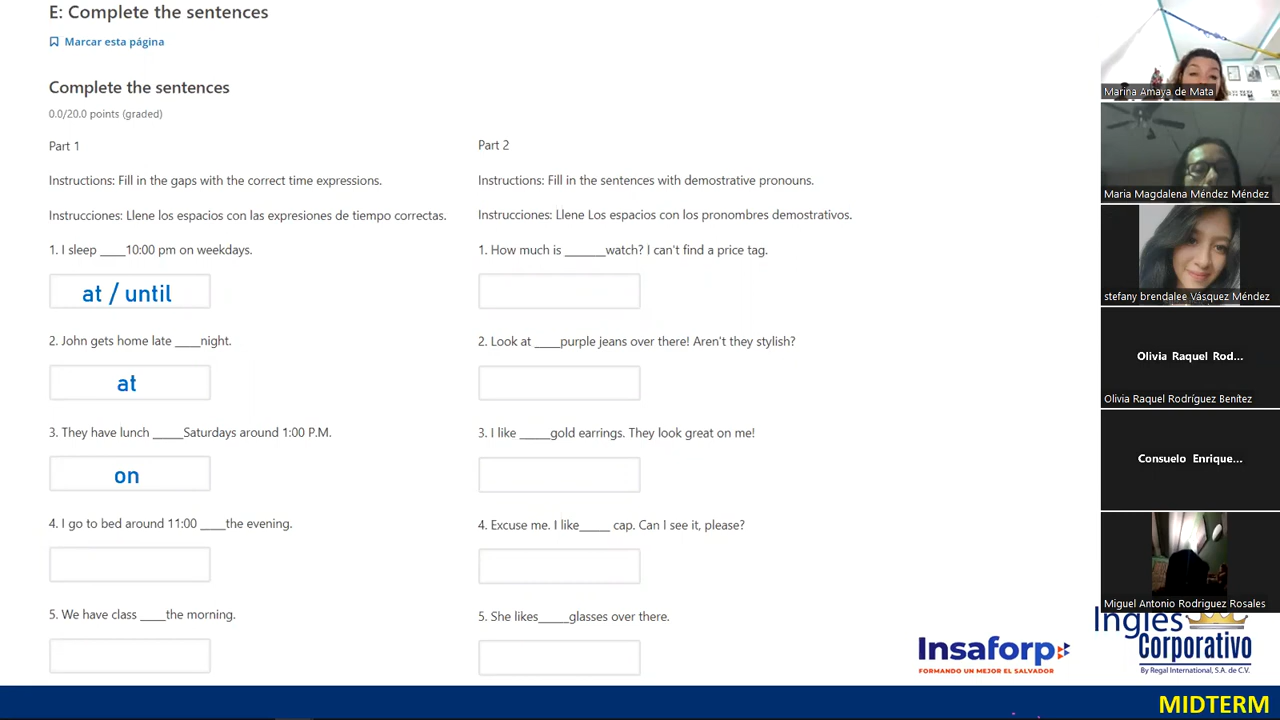 E: Complete the sentences
Marcar esta página
Complete the sentences
0.0/20.0 points (graded)
Part 1
Instructions: Fill in the gaps with the correct time expressions.
Instrucciones: Llene los espacios con las expresiones de tiempo correctas.
1. I sleep ____10:00 pm on weekdays.
at / until
2. John gets home late ____night.
at
3. They have lunch _____Saturdays around 1:00 P.M.
on
4. I go to bed around 11:00 ____the evening.
5. We have class ____the morning.
Part 2
Instructions: Fill in the sentences with demostrative pronouns.
Instrucciones: Llene Los espacios con los pronombres demostrativos.
1. How much is _______watch? I can't find a price tag.
2. Look at ____purple jeans over there! Aren't they stylish?
3. I like _____gold earrings. They look great on me!
4. Excuse me. I like_____ cap. Can I see it, please?
5. She likes_____glasses over there.
Marina Amaya de Mata
Maria Magdalena Méndez Méndez
stefany brendalee Vásquez Méndez
Olivia Raquel Rod...
Olivia Raquel Rodríguez Benítez
Consuelo Enrique...
Miguel Antonio Rodriguez Rosales
Insaforp
FORMANDO UN MEJOR EL SALVADOR
Inglés
Corporativo
By Regal International, S.A. de C.V.
MIDTERM